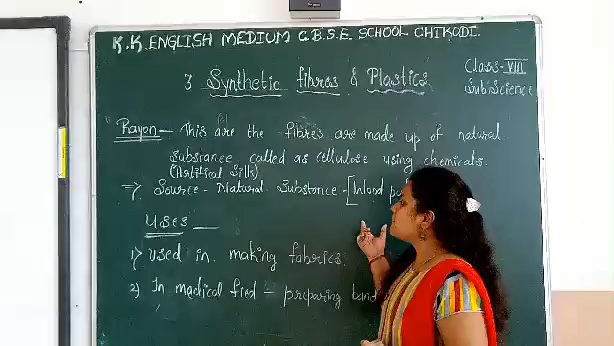 K.K. ENGLISH MEDIUM C.B.S.E. SCHOOL CHIKODI.
Class - VIII
Sub: Science
3 Synthetic fibres & Plastics.
Rayon - This are the fibres are made up of natural
Substance called as cellulose using chemicals.
(Artificial Silk)
=> Source - Natural Substance - [Wood
Uses
1) Used in making fabrics.
2) In medical fied - preparing band